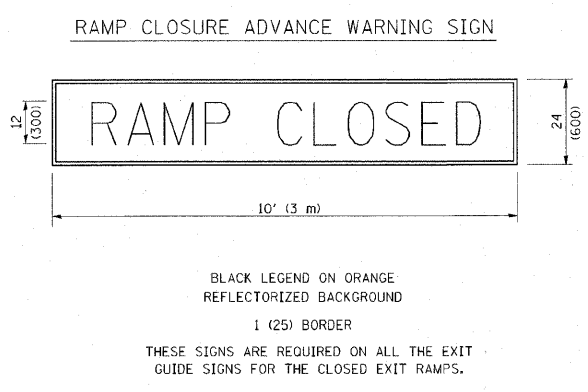 RAMP CLOSURE ADVANCE WARNING SIGN
12
(300)
RAMP CLOSED
24
(600)
10' (3 m)
BLACK LEGEND ON ORANGE
REFLECTORIZED BACKGROUND
1 (25) BORDER
THESE SIGNS ARE REQUIRED ON ALL THE EXIT
GUIDE SIGNS FOR THE CLOSED EXIT RAMPS.